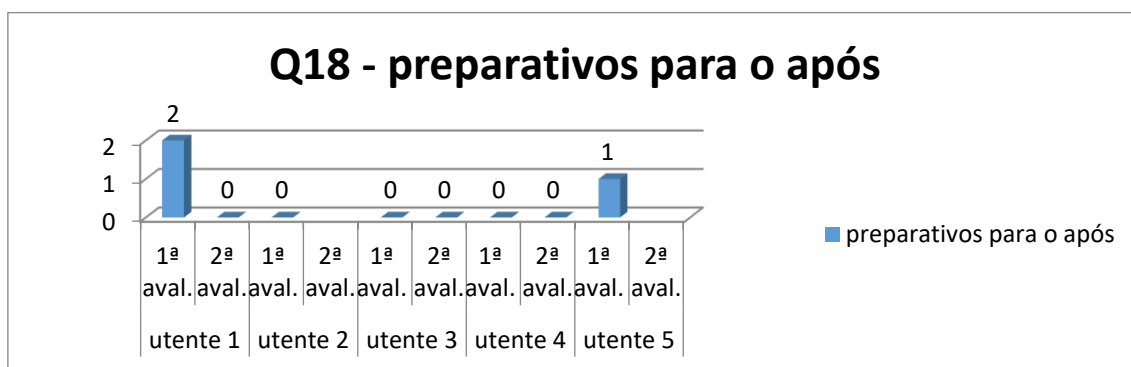 Q18 - preparativos para o após
2
2
1
1
0 0 0 0 0 0
0
preparativos para o após
1ª 2ª 1ª 2ª 1ª 2ª 1ª 2ª 1ª 2ª
aval. aval. aval. aval. aval. aval. aval. aval. aval. aval.
utente 1 utente 2 utente 3 utente 4 utente 5